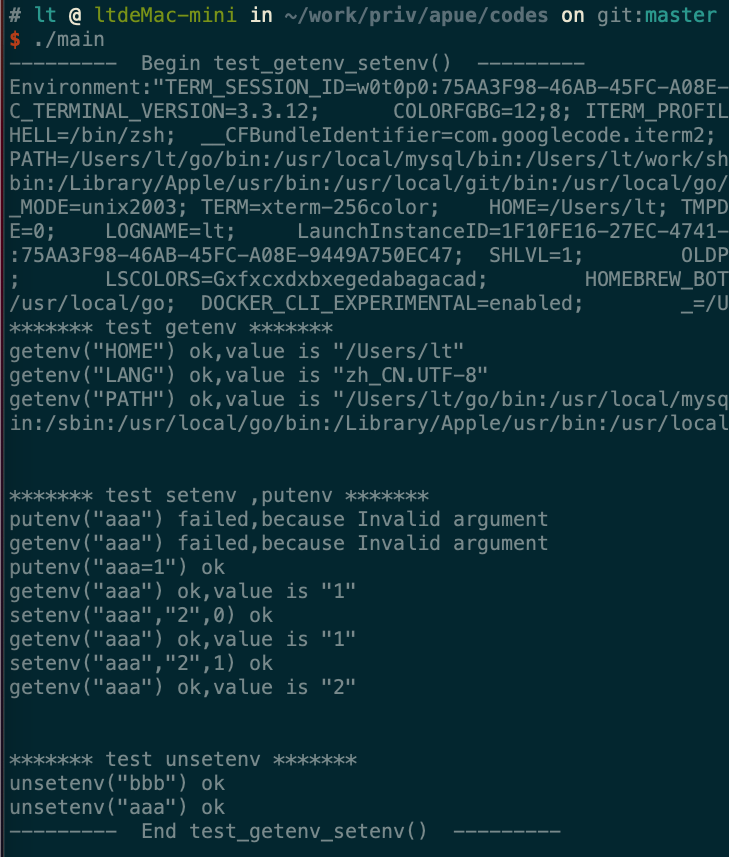 # lt @ ltdeMac-mini in ~/work/priv/apue/codes on git:master
$ ./main
---------  Begin test_getenv_setenv()  ---------
Environment:"TERM_SESSION_ID=w0t0p0:75AA3F98-46AB-45FC-A08E-
C_TERMINAL_VERSION=3.3.12;      COLORFGBG=12;8; ITERM_PROFIL
HELL=/bin/zsh;  __CFBundleIdentifier=com.googlecode.iterm2;
PATH=/Users/lt/go/bin:/usr/local/mysql/bin:/Users/lt/work/sh
bin:/Library/Apple/usr/bin:/usr/local/git/bin:/usr/local/go/
_MODE=unix2003; TERM=xterm-256color;    HOME=/Users/lt; TMPD
E=0;    LOGNAME=lt;     LaunchInstanceID=1F10FE16-27EC-4741-
:75AA3F98-46AB-45FC-A08E-9449A750EC47;  SHLVL=1;        OLDP
;       LSCOLORS=Gxfxcxdxbxegedabagacad;        HOMEBREW_BOT
/usr/local/go;  DOCKER_CLI_EXPERIMENTAL=enabled;        _=/U
******* test getenv *******
getenv("HOME") ok,value is "/Users/lt"
getenv("LANG") ok,value is "zh_CN.UTF-8"
getenv("PATH") ok,value is "/Users/lt/go/bin:/usr/local/mysq
in:/sbin:/usr/local/go/bin:/Library/Apple/usr/bin:/usr/local
******* test setenv ,putenv *******
putenv("aaa") failed,because Invalid argument
getenv("aaa") failed,because Invalid argument
putenv("aaa=1") ok
getenv("aaa") ok,value is "1"
setenv("aaa","2",0) ok
getenv("aaa") ok,value is "1"
setenv("aaa","2",1) ok
getenv("aaa") ok,value is "2"
******* test unsetenv *******
unsetenv("bbb") ok
unsetenv("aaa") ok
---------  End test_getenv_setenv()  ---------